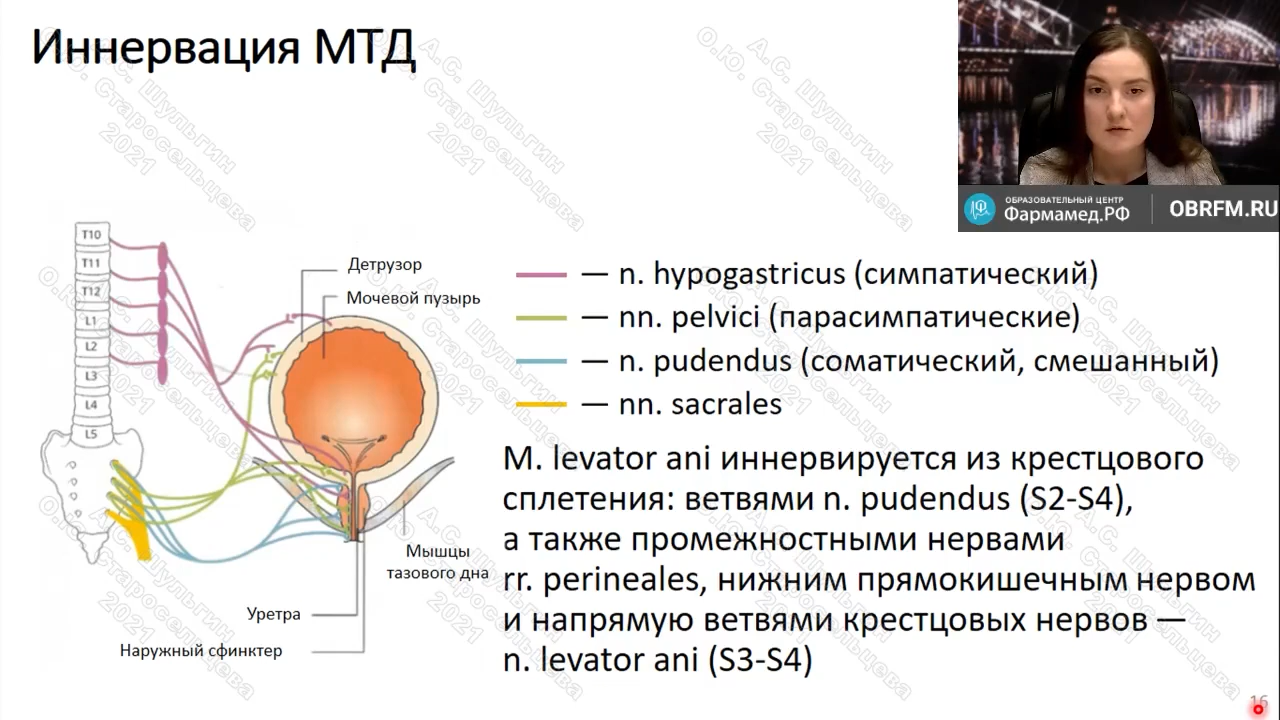 Иннервация МТД
ОБРАЗОВАТЕЛЬНЫЙ ЦЕНТР
Фармамед.РФ
OBRFM.RU
T10
T11
T12
L1
L2
L3
L4
L5
Детрузор
Мочевой пузырь
Мышцы
тазового дна
Уретра
Наружный сфинктер
— n. hypogastricus (симпатический)
— nn. pelvici (парасимпатические)
— n. pudendus (соматический, смешанный)
— nn. sacrales
M. levator ani иннервируется из крестцового
сплетения: ветвями n. pudendus (S2-S4),
а также промежностными нервами
rr. perineales, нижним прямокишечным нервом
и напрямую ветвями крестцовых нервов —
n. levator ani (S3-S4)
А.С. Шульгин
О.Ю. Старосельцева
2021
16